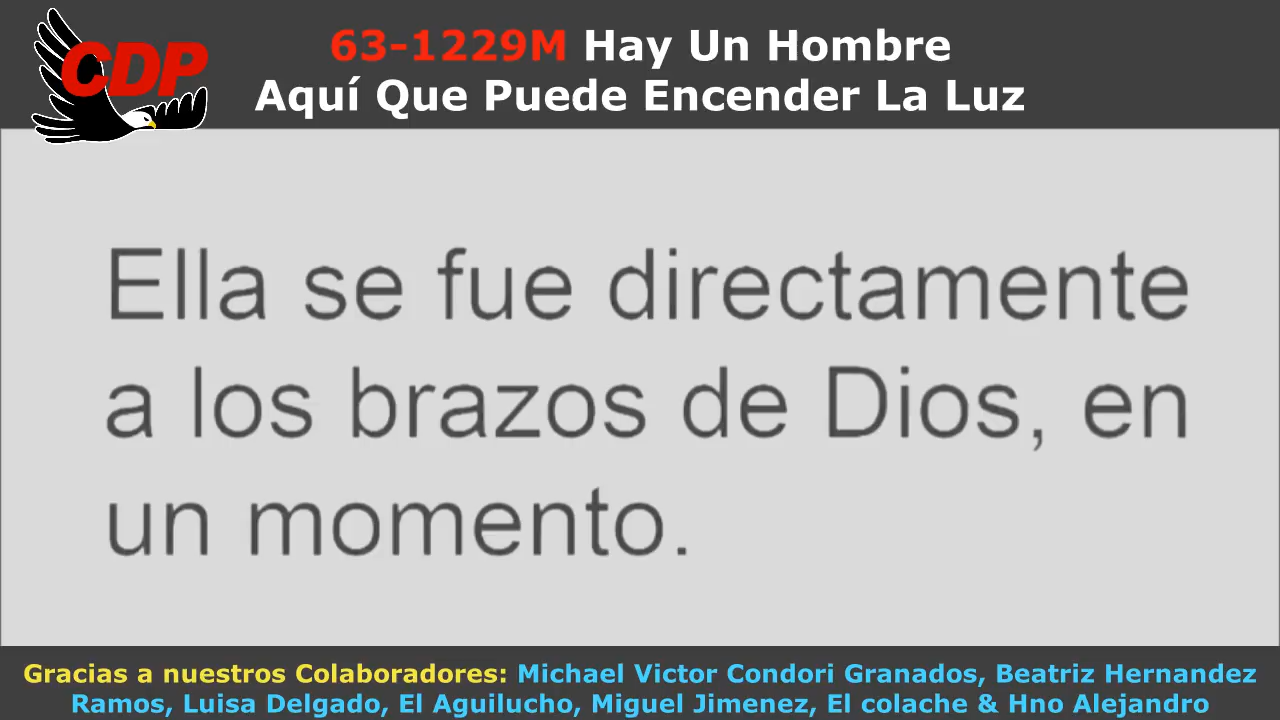 CDP
63-1229M Hay Un Hombre
Aquí Que Puede Encender La Luz
Ella se fue directamente
a los brazos de Dios, en
un momento.
Gracias a nuestros Colaboradores: Michael Victor Condori Granados, Beatriz Hernandez
Ramos, Luisa Delgado, El Aguilucho, Miguel Jimenez, El colache & Hno Alejandro